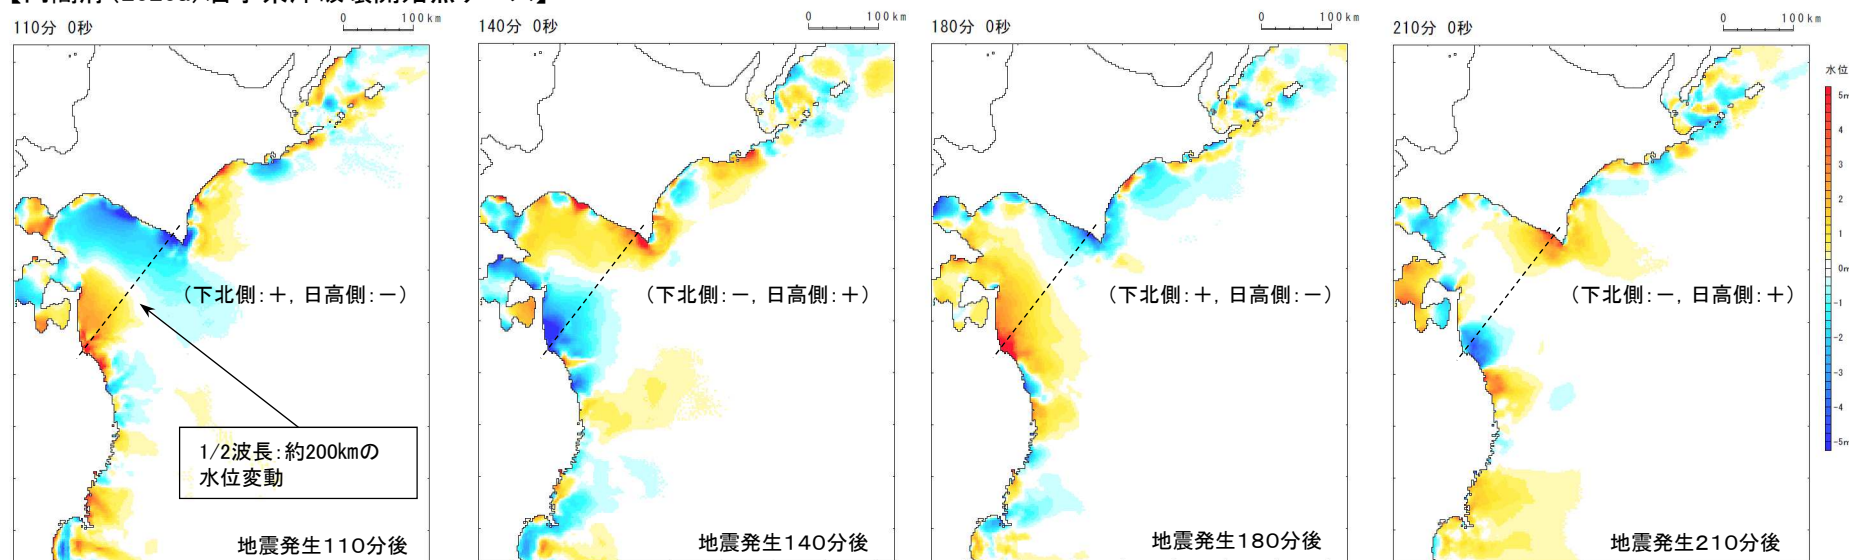 110分 0秒
0 100km
(下北側:+, 日高側:-)
1/2波長:約200kmの
水位変動
地震発生110分後
140分 0秒
0 100km
(下北側:-, 日高側:+)
地震発生140分後
180分 0秒
0 100km
(下北側:+, 日高側:-)
地震発生180分後
210分 0秒
0 100km
(下北側:-, 日高側:+)
地震発生210分後
水位
5m
4
3
2
1
0m
-1
-2
-3
-4
-5m